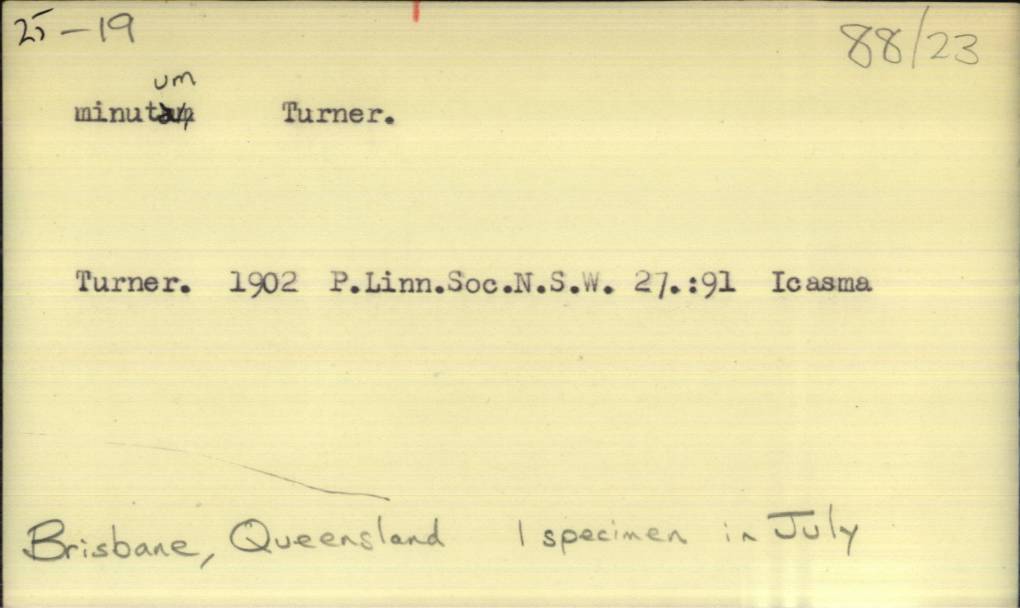 25-19
88/23
um
minutam Turner.
Turner. 1902 P.Linn.Soc.N.S.W. 27.:91 Icasma
Brisbane, Queensland 1 specimen in July